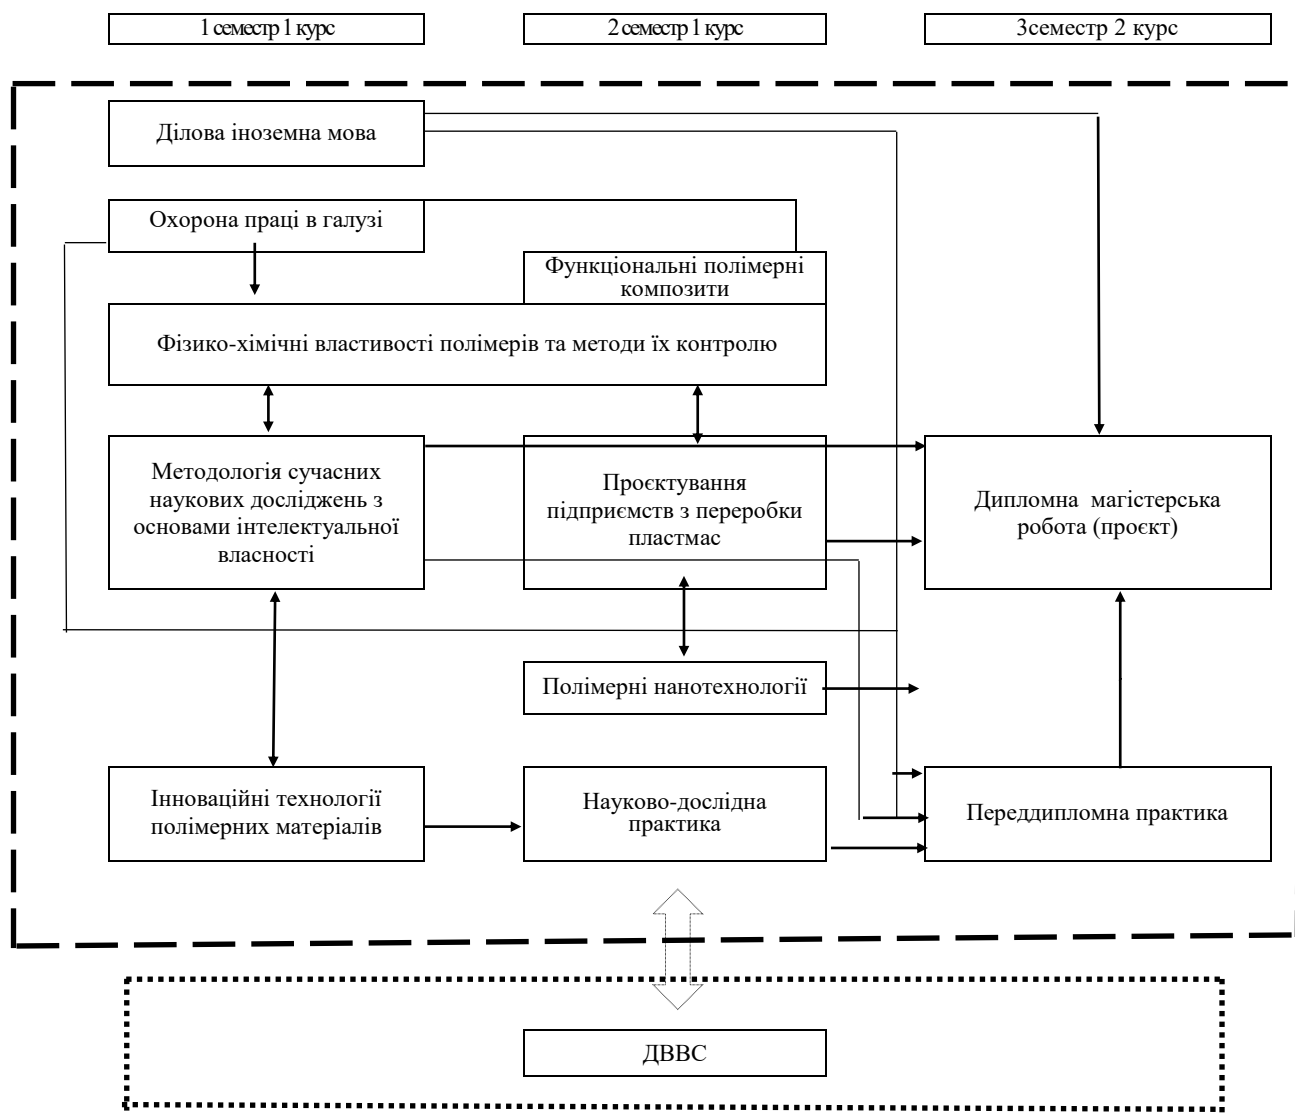 1 семестр 1 курс
2 семестр 1 курс
3семестр 2 курс
Ділова іноземна мова
Охорона праці в галузі
Функціональні полімерні
композити
Фізико-хімічні властивості полімерів та методи їх контролю
Методологія сучасних
наукових досліджень з
основами інтелектуальної
власності
Проєктування
підприємств з переробки
пластмас
Дипломна магістерська
робота (проєкт)
Полімерні нанотехнології
Інноваційні технології
полімерних матеріалів
Науково-дослідна
практика
Переддипломна практика
ДВВС